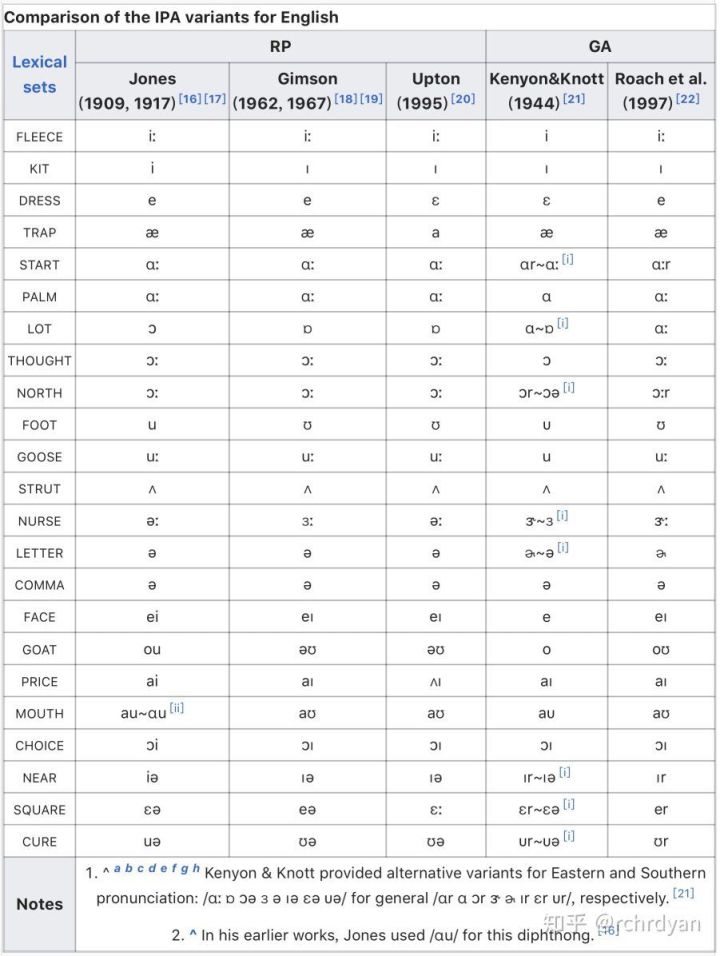 Comparison of the IPA variants for English
Lexical sets RP GA
Jones (1909, 1917) [16][17] Gimson (1962, 1967) [18][19] Upton (1995) [20] Kenyon&Knott (1944) [21] Roach et al. (1997) [22]
FLEECE iː iː iː i iː
KIT i ɪ ɪ ɪ ɪ
DRESS e e ɛ ɛ e
TRAP æ æ a æ æ
START ɑː ɑː ɑː ɑr~ɑː [i] ɑːr
PALM ɑː ɑː ɑː ɑ ɑː
LOT ɔ ɒ ɒ ɑ~ɒ [i] ɑː
THOUGHT ɔː ɔː ɔː ɔ ɔː
NORTH ɔː ɔː ɔː ɔr~ɔə [i] ɔːr
FOOT u ʊ ʊ ᴜ ʊ
GOOSE uː uː uː u uː
STRUT ʌ ʌ ʌ ʌ ʌ
NURSE əː ɜː əː ɝ~ɜ [i] ɝː
LETTER ə ə ə ɚ~ə [i] ɚ
COMMA ə ə ə ə ə
FACE ei eɪ eɪ e eɪ
GOAT ou əʊ əʊ o oʊ
PRICE ai aɪ ʌɪ aɪ aɪ
MOUTH au~ɑu [ii] aʊ aʊ aᴜ aʊ
CHOICE ɔi ɔɪ ɔɪ ɔɪ ɔɪ
NEAR iə ɪə ɪə ɪr~ɪə [i] ɪr
SQUARE ɛə eə ɛː ɛr~ɛə [i] er
CURE uə ʊə ʊə ᴜr~ᴜə [i] ʊr
Notes
1. ^ a b c d e f g h Kenyon & Knott provided alternative variants for Eastern and Southern
pronunciation: /ɑː ɒ ɔə ɜ ə ɪə ɛə ᴜə/ for general /ɑr ɑ ɔr ɝ ɚ ɪr ɛr ᴜr/, respectively. [21]
2. ^ In his earlier works, Jones used /ɑu/ for this diphthong. [16]
知乎 @rchrdyan